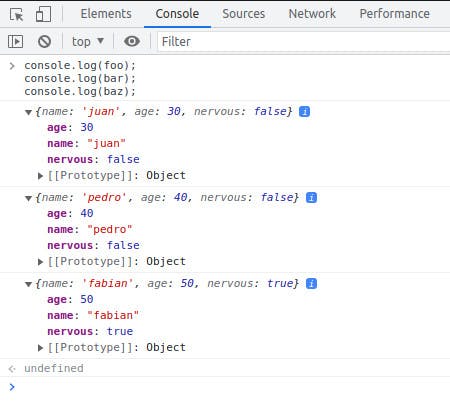 Elements Console Sources Network Performance
top Filter
console.log(foo);
console.log(bar);
console.log(baz);
{name: 'juan', age: 30, nervous: false} i
age: 30
name: "juan"
nervous: false
[[Prototype]]: Object
{name: 'pedro', age: 40, nervous: false} i
age: 40
name: "pedro"
nervous: false
[[Prototype]]: Object
{name: 'fabian', age: 50, nervous: true} i
age: 50
name: "fabian"
nervous: true
[[Prototype]]: Object
undefined